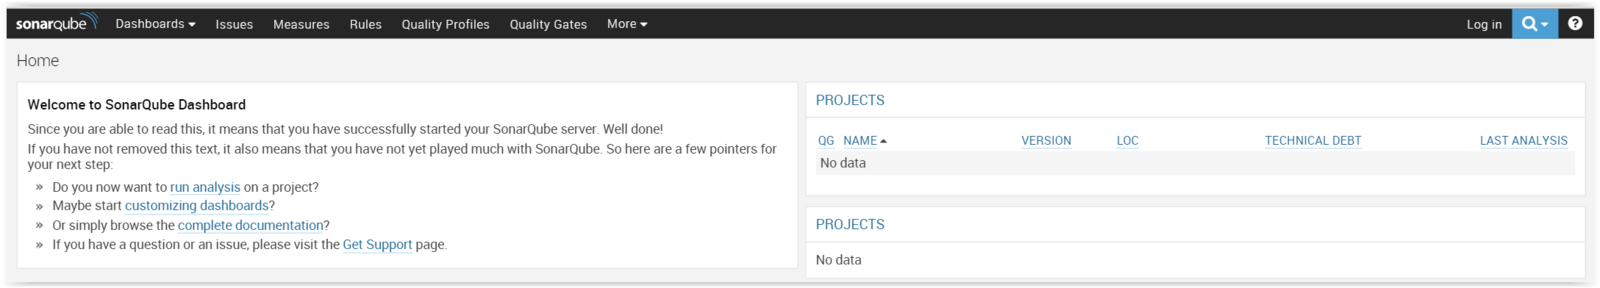 sonarqube Dashboards Issues Measures Rules Quality Profiles Quality Gates More Log in ?
Home
Welcome to SonarQube Dashboard
Since you are able to read this, it means that you have successfully started your SonarQube server. Well done!
If you have not removed this text, it also means that you have not yet played much with SonarQube. So here are a few pointers for
your next step:
» Do you now want to run analysis on a project?
» Maybe start customizing dashboards?
» Or simply browse the complete documentation?
» If you have a question or an issue, please visit the Get Support page.
PROJECTS
QG NAME VERSION LOC TECHNICAL DEBT LAST ANALYSIS
No data
PROJECTS
No data